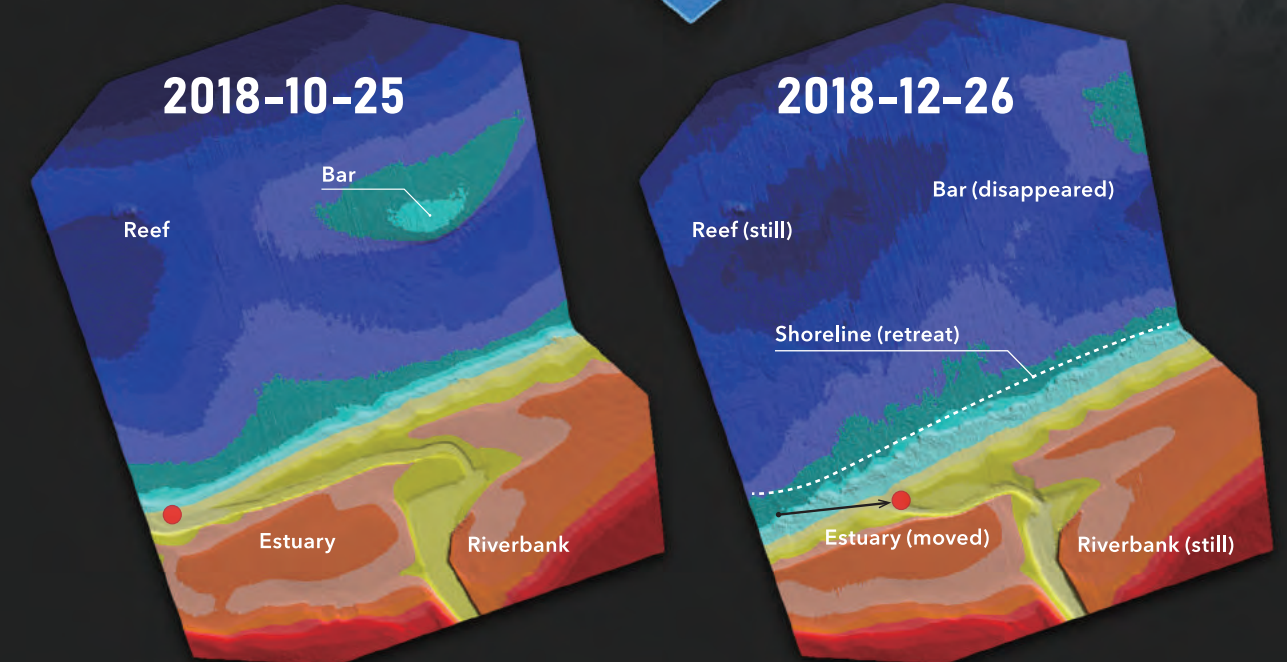 2018-10-25
Bar
Reef
Estuary
Riverbank
2018-12-26
Bar (disappeared)
Reef (still)
Shoreline (retreat)
Estuary (moved)
Riverbank (still)